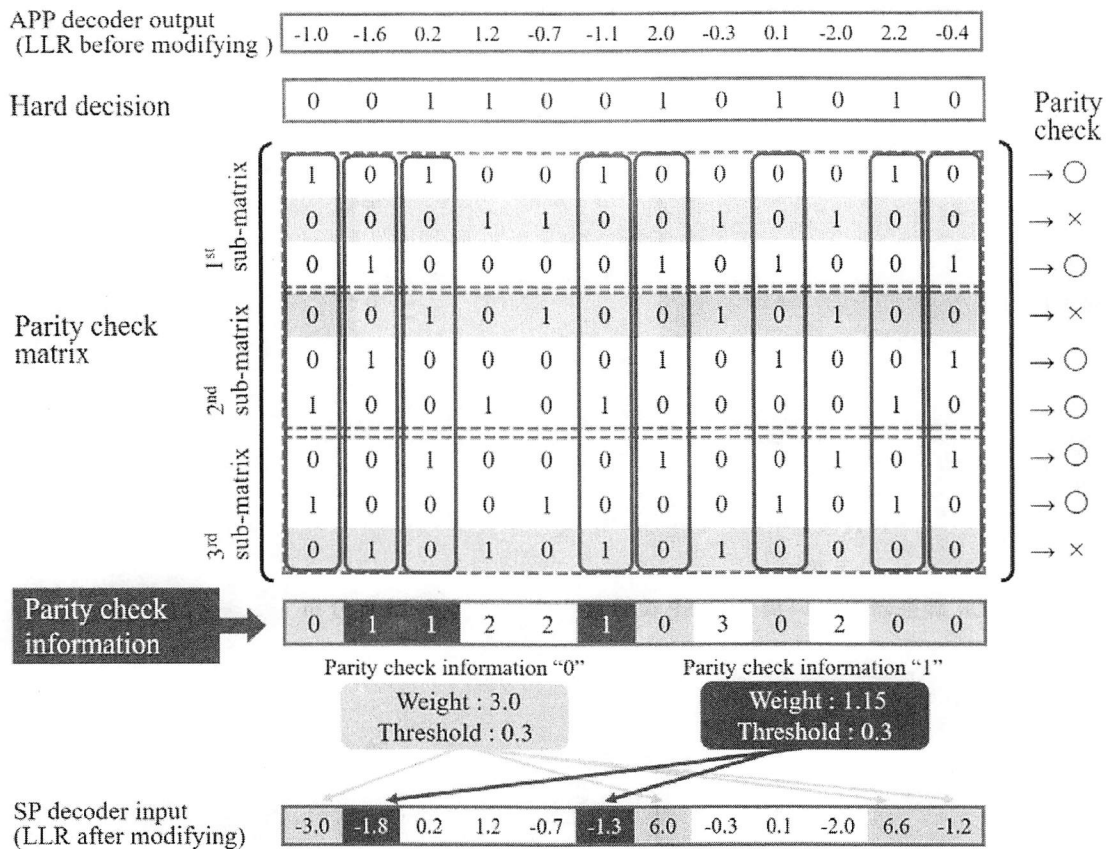 APP decoder output
(LLR before modifying )
-1.0 -1.6 0.2 1.2 -0.7 -1.1 2.0 -0.3 0.1 -2.0 2.2 -0.4
Hard decision
0 0 1 1 0 0 1 0 1 0 1 0
Parity
check
Parity check
matrix
1st
sub-matrix
1 0 1 0 0 1 0 0 0 0 1 0 → ○
0 0 0 1 1 0 0 1 0 1 0 0 → ×
0 1 0 0 0 0 1 0 1 0 0 1 → ○
2nd
sub-matrix
0 0 1 0 1 0 0 1 0 1 0 0 → ×
0 1 0 0 0 0 1 0 1 0 0 1 → ○
1 0 0 1 0 1 0 0 0 0 1 0 → ○
3rd
sub-matrix
0 0 1 0 0 0 1 0 0 1 0 1 → ○
1 0 0 0 1 0 0 0 1 0 1 0 → ○
0 1 0 1 0 1 0 1 0 0 0 0 → ×
Parity check
information
0 1 1 2 2 1 0 3 0 2 0 0
Parity check information “0”
Weight : 3.0
Threshold : 0.3
Parity check information “1”
Weight : 1.15
Threshold : 0.3
SP decoder input
(LLR after modifying)
-3.0 -1.8 0.2 1.2 -0.7 -1.3 6.0 -0.3 0.1 -2.0 6.6 -1.2